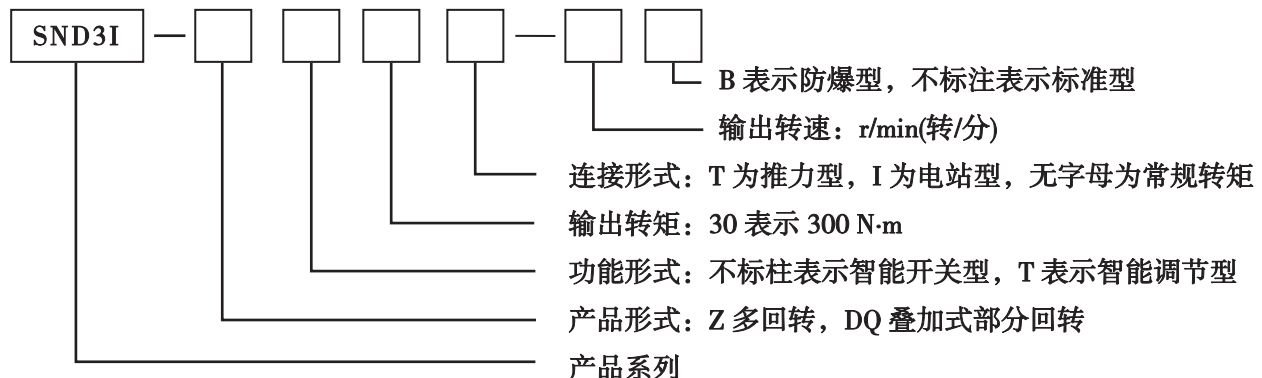 SND3I
B 表示防爆型，不标注表示标准型
输出转速：r/min(转/分)
连接形式：T 为推力型，I 为电站型，无字母为常规转矩
输出转矩：30 表示 300 N·m
功能形式：不标柱表示智能开关型，T 表示智能调节型
产品形式：Z 多回转，DQ 叠加式部分回转
产品系列